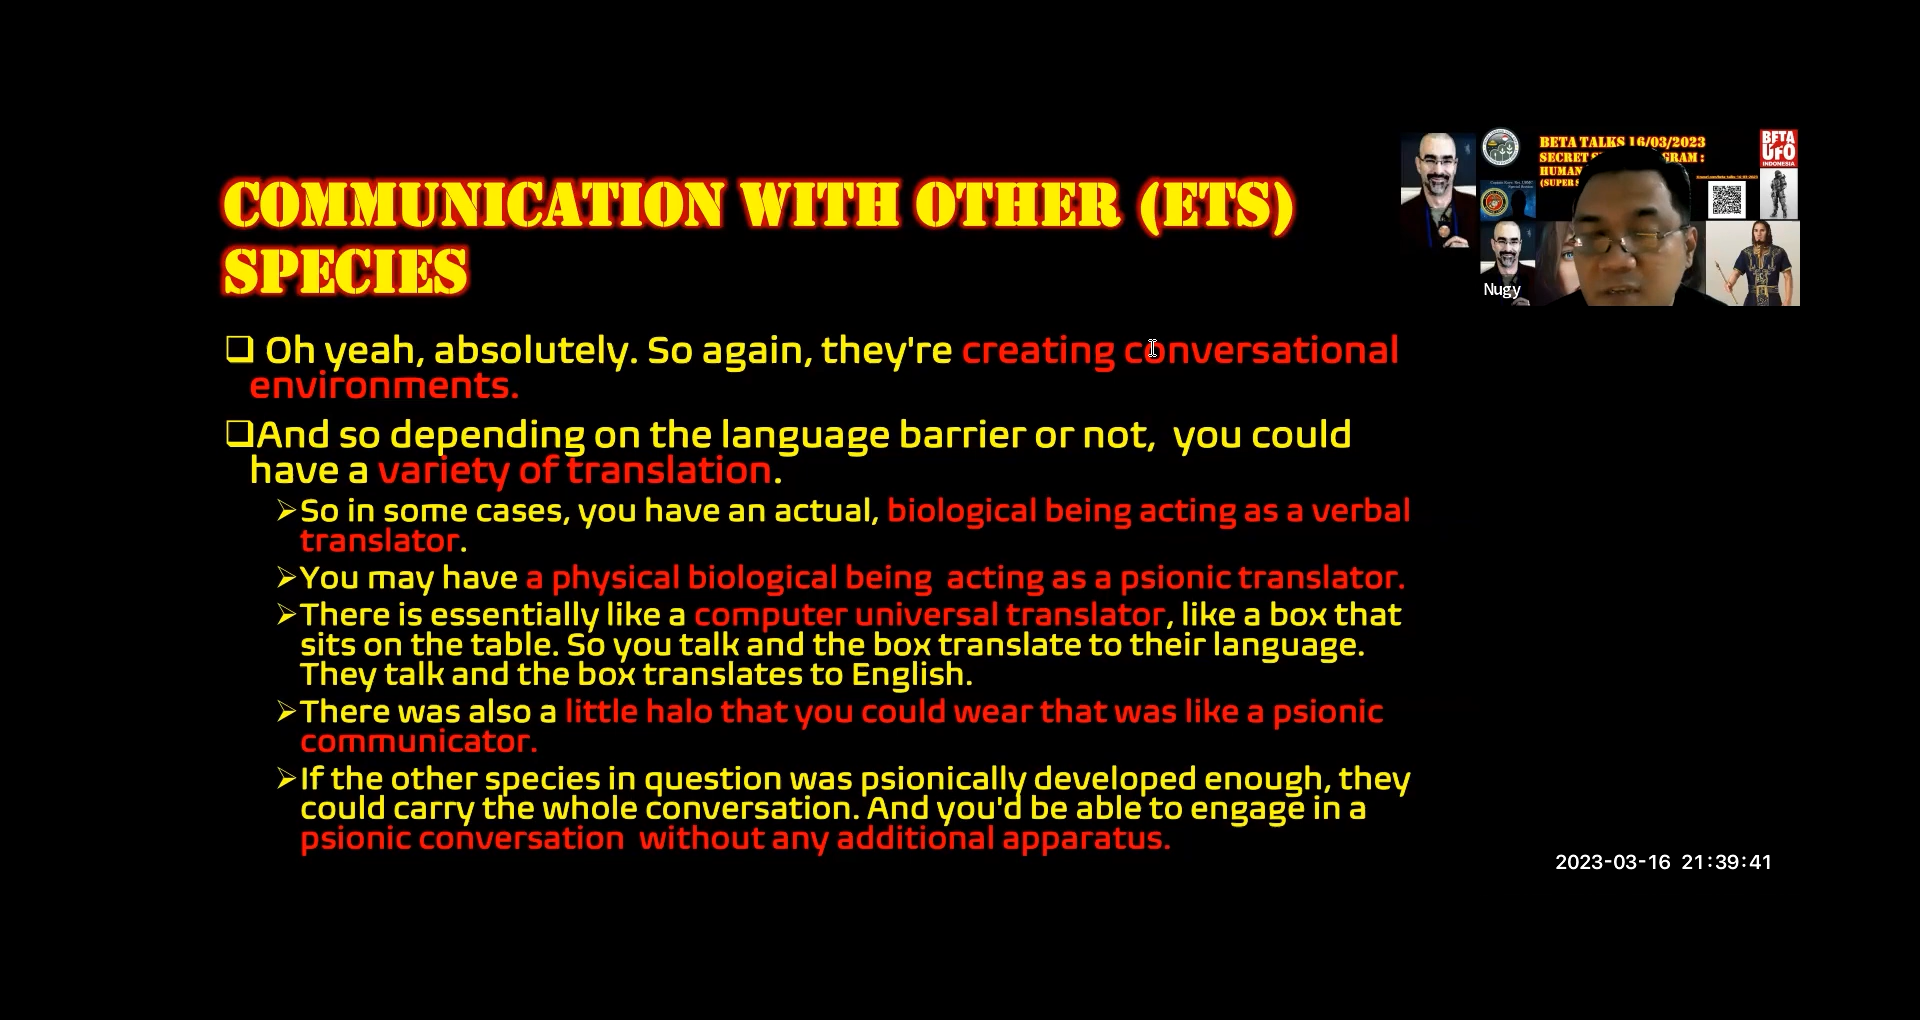 COMMUNICATION WITH OTHER (ETS)
SPECIES
Oh yeah, absolutely. So again, they're creating conversational
environments.
And so depending on the language barrier or not, you could
have a variety of translation.
So in some cases, you have an actual, biological being acting as a verbal
translator.
You may have a physical biological being acting as a psionic translator.
There is essentially like a computer universal translator, like a box that
sits on the table. So you talk and the box translate to their language.
They talk and the box translates to English.
There was also a little halo that you could wear that was like a psionic
communicator.
If the other species in question was psionically developed enough, they
could carry the whole conversation. And you'd be able to engage in a
psionic conversation without any additional apparatus.
BETA TALKS 16/03/2023
SECRET
GRAM :
HUMAN
(SUPER S
BETA
UFO
INDONESIA
Nugy
2023-03-16 21:39:41